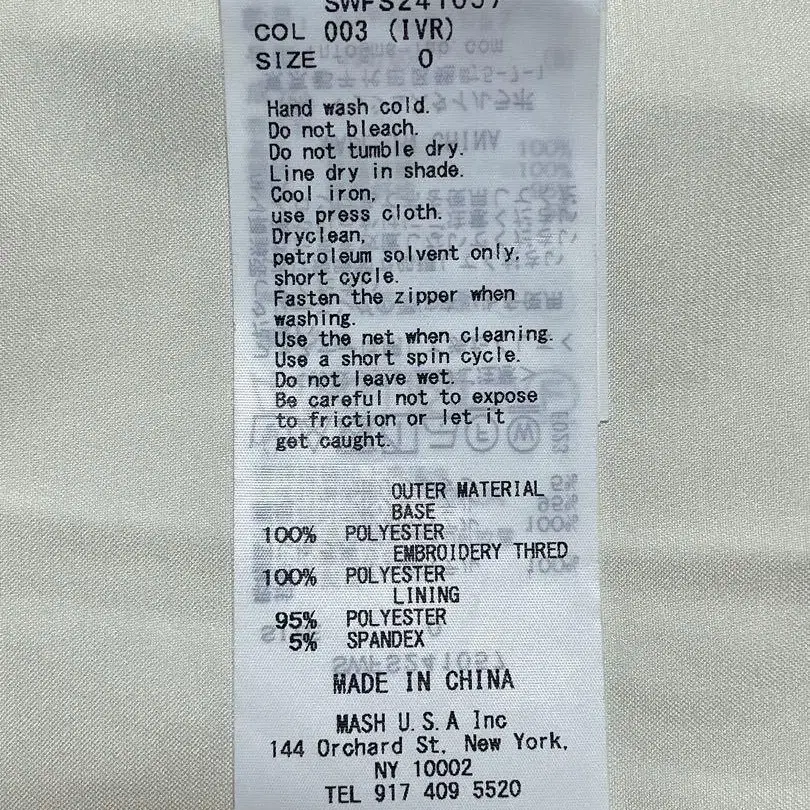 SWFS241057
COL 003 (IVR)
SIZE 0
Hand wash cold.
Do not bleach.
Do not tumble dry.
Line dry in shade.
Cool iron,
use press cloth.
Dryclean,
petroleum solvent only,
short cycle.
Fasten the zipper when
washing.
Use the net when cleaning.
Use a short spin cycle.
Do not leave wet.
Be careful not to expose
to friction or let it
get caught.
OUTER MATERIAL
BASE
100% POLYESTER
EMBROIDERY THRED
100% POLYESTER
LINING
95% POLYESTER
5% SPANDEX
MADE IN CHINA
MASH U.S.A Inc
144 Orchard St. New York,
NY 10002
TEL 917 409 5520